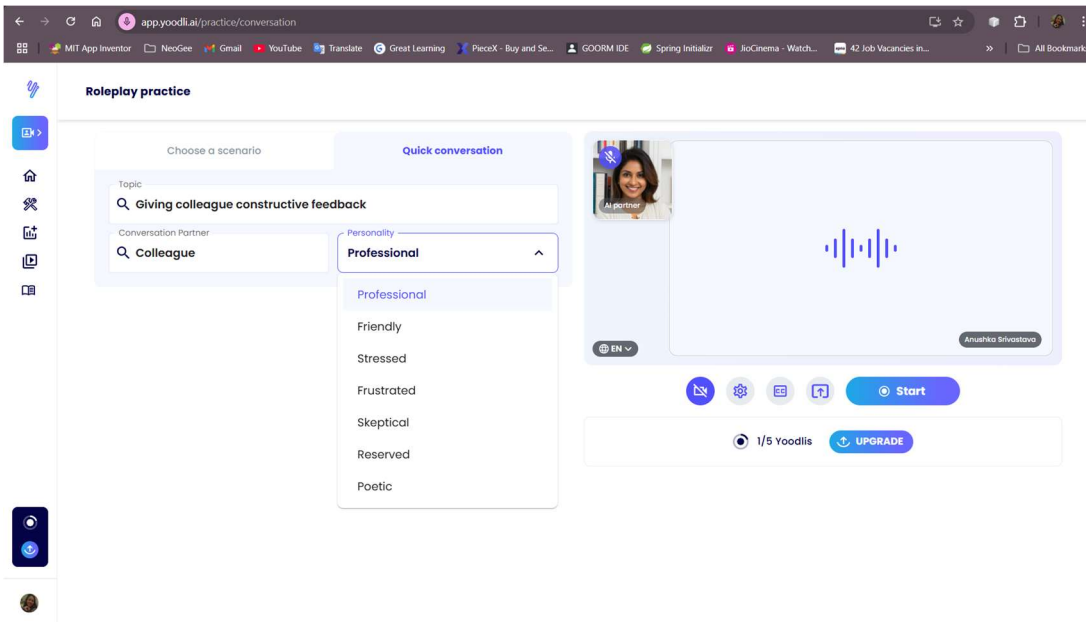 app.yoodli.ai/practice/conversation
MIT App Inventor NeoGee Gmail YouTube Translate Great Learning PieceX - Buy and Se... GOORM IDE Spring Initializr JioCinema - Watch... 42 Job Vacancies in... » All Bookmark
Roleplay practice
Choose a scenario Quick conversation
Topic
Giving colleague constructive feedback
Conversation Partner Personality
Colleague Professional
Professional
Friendly
Stressed
Frustrated
Skeptical
Reserved
Poetic
AI partner
EN
Anushka Srivastava
CC
Start
1/5 Yoodlis UPGRADE